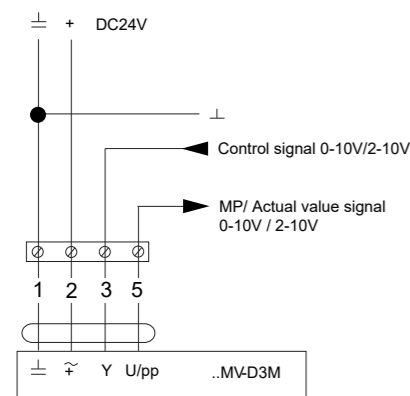 + DC24V
Control signal 0-10V/2-10V
MP/ Actual value signal
0-10V / 2-10V
1 2 3 5
~+ Y U/pp ..MV-D3M